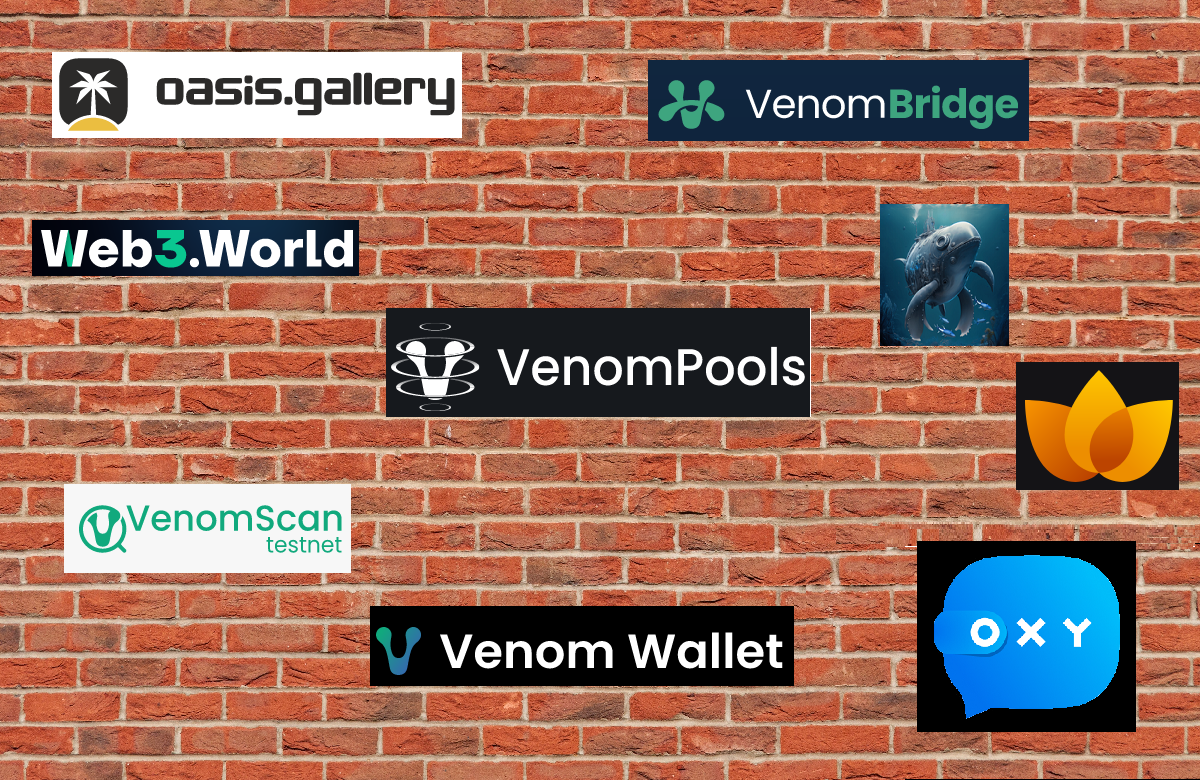 oasis.gallery
VenomBridge
Web3.World
VenomPools
VenomScan
testnet
Venom Wallet
OXY